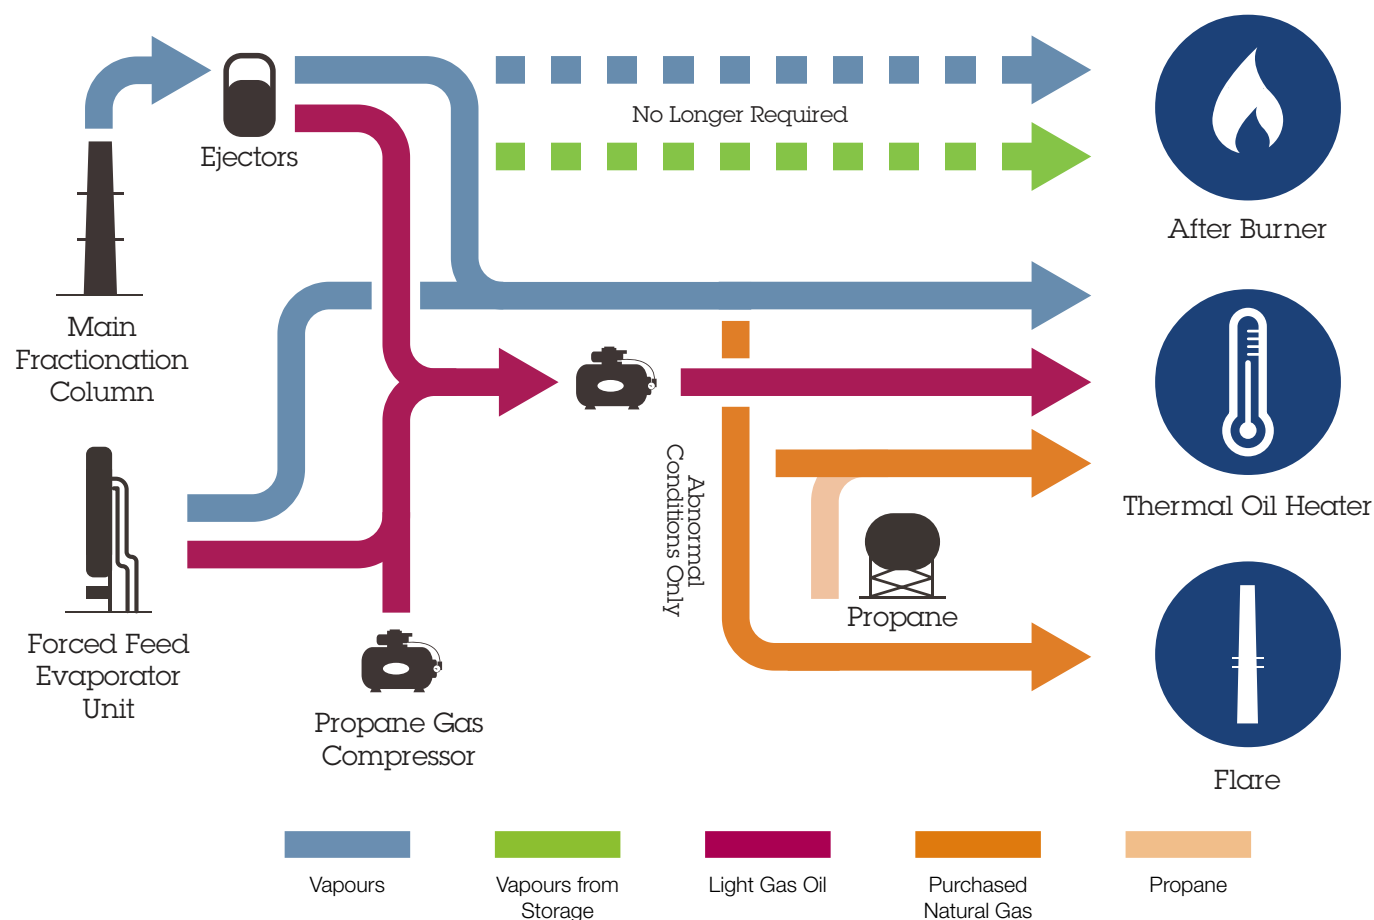 No Longer Required
Ejectors
After Burner
Main
Fractionation
Column
Abnormal
Conditions Only
Thermal Oil Heater
Propane
Forced Feed
Evaporator
Unit
Propane Gas
Compressor
Flare
Vapours
Vapours from
Storage
Light Gas Oil
Purchased
Natural Gas
Propane